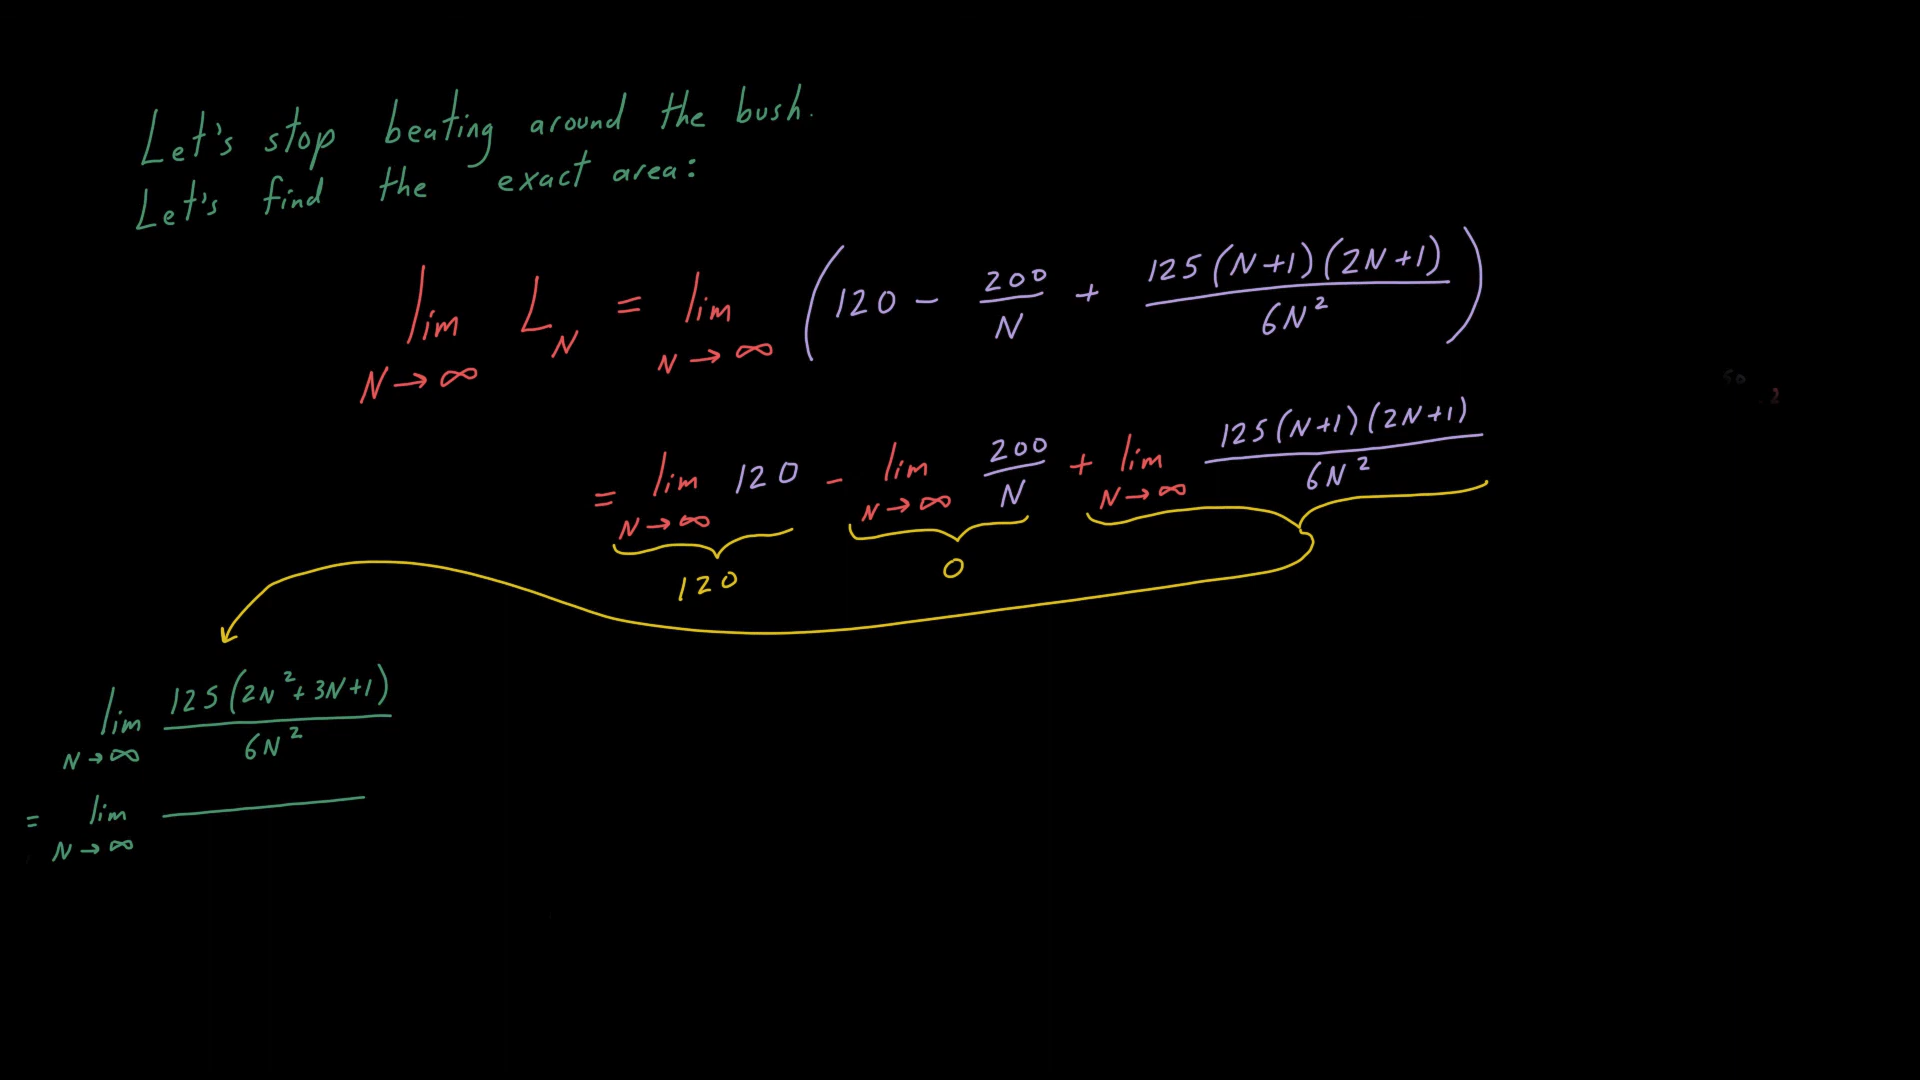 Let's stop beating around the bush.
Let's find the exact area:
lim N→∞ L_N = lim N→∞ (120 - 200/N + 125(N+1)(2N+1)/6N²)
= lim N→∞ 120 - lim N→∞ 200/N + lim N→∞ 125(N+1)(2N+1)/6N²
120 0
lim N→∞ 125(2N²+3N+1)/6N²
= lim N→∞